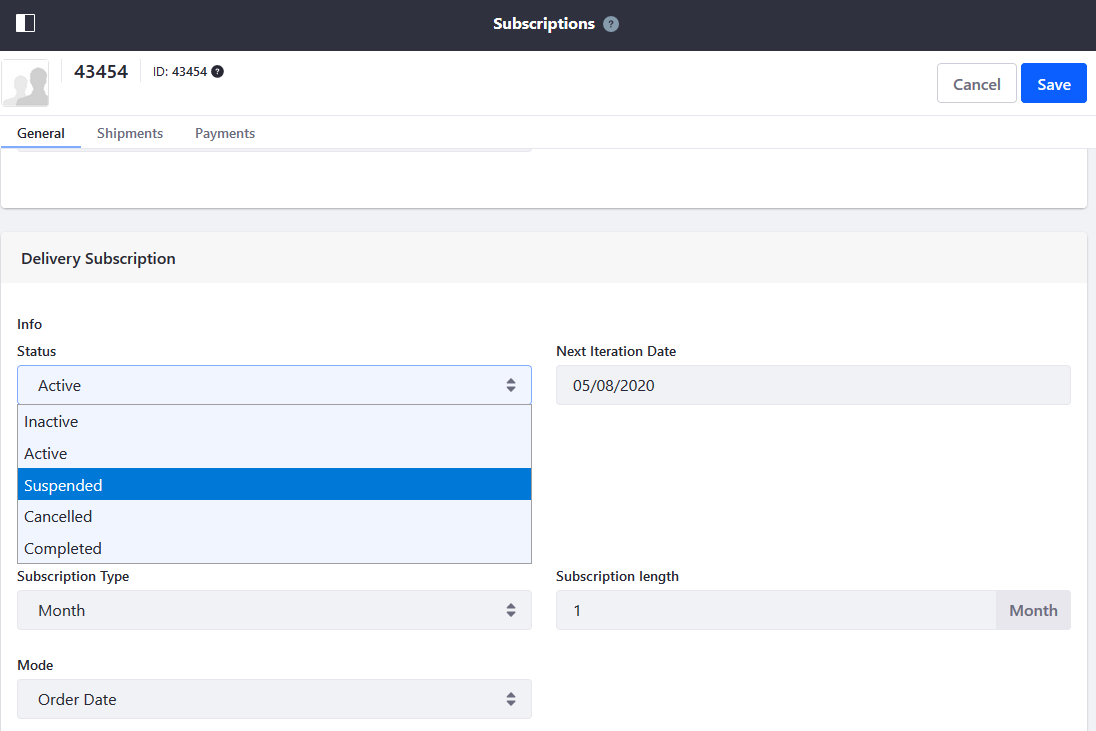 Subscriptions ?
43454 ID: 43454 ?
Cancel Save
General Shipments Payments
Delivery Subscription
Info
Status Next Iteration Date
Active 05/08/2020
Inactive
Active
Suspended
Cancelled
Completed
Subscription Type Subscription length
Month 1 Month
Mode
Order Date